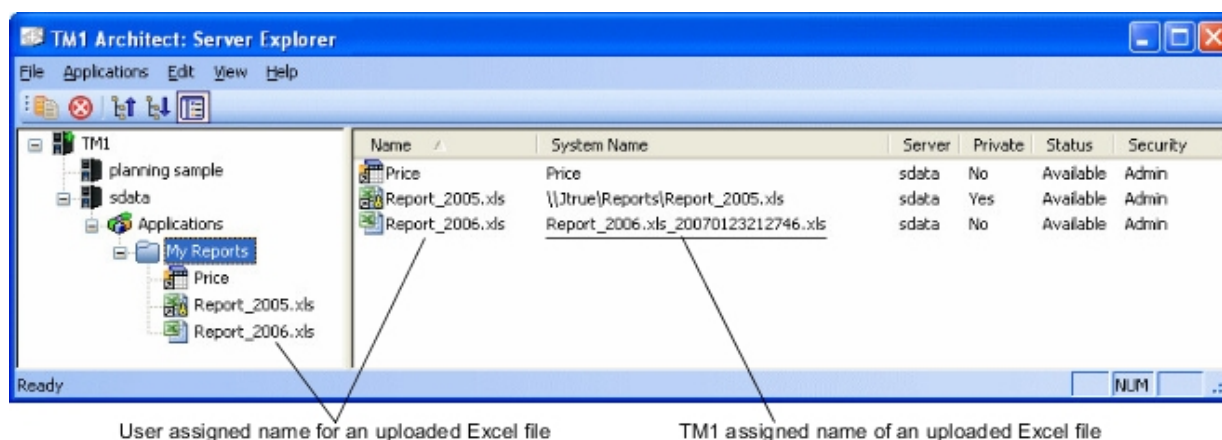 TM1 Architect: Server Explorer
File Applications Edit View Help
TM1
planning sample
sdata
Applications
My Reports
Price
Report_2005.xls
Report_2006.xls
Name System Name Server Private Status Security
Price Price sdata No Available Admin
Report_2005.xls \\Jtrue\Reports\Report_2005.xls sdata Yes Available Admin
Report_2006.xls Report_2006.xls_20070123212746.xls sdata No Available Admin
Ready NUM
User assigned name for an uploaded Excel file TM1 assigned name of an uploaded Excel file